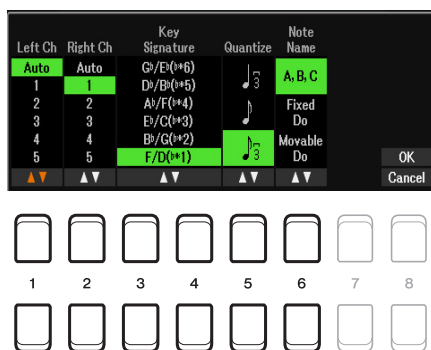 Key Note
Left Ch Right Ch Signature Quantize Name
Auto Auto G♭/E♭(♭*6) A, B, C
1 1 D♭/B♭(♭*5) 3
2 2 A♭/F(♭*4) Fixed
3 3 E♭/C(♭*3) Do
4 4 B♭/G(♭*2) Movable
5 5 F/D(♭*1) 3 Do OK
▲▼ ▲▼ ▲▼ ▲▼ ▲▼ Cancel
1 2 3 4 5 6 7 8